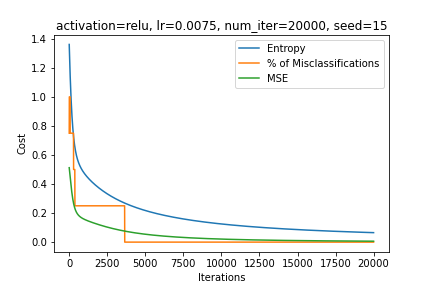 activation=relu, lr=0.0075, num_iter=20000, seed=15
Entropy
% of Misclassifications
MSE
1.4
1.2
1.0
0.8
0.6
0.4
0.2
0.0
Cost
0 2500 5000 7500 10000 12500 15000 17500 20000
Iterations